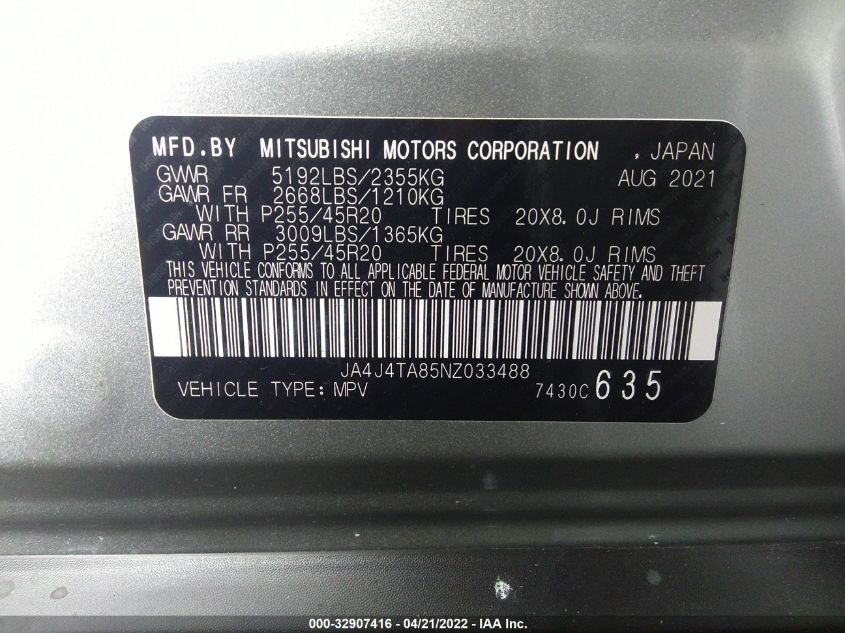 MFD.BY MITSUBISHI MOTORS CORPORATION , JAPAN
GVWR 5192LBS/2355KG AUG 2021
GAWR FR 2668LBS/1210KG
WITH P255/45R20 TIRES 20X8.0J RIMS
GAWR RR 3009LBS/1365KG
WITH P255/45R20 TIRES 20X8.0J RIMS
THIS VEHICLE CONFORMS TO ALL APPLICABLE FEDERAL MOTOR VEHICLE SAFETY AND THEFT
PREVENTION STANDARDS IN EFFECT ON THE DATE OF MANUFACTURE SHOWN ABOVE.
JA4J4TA85NZ033488
VEHICLE TYPE: MPV 7430C 635
000-32907416 - 04/21/2022 - IAA Inc.